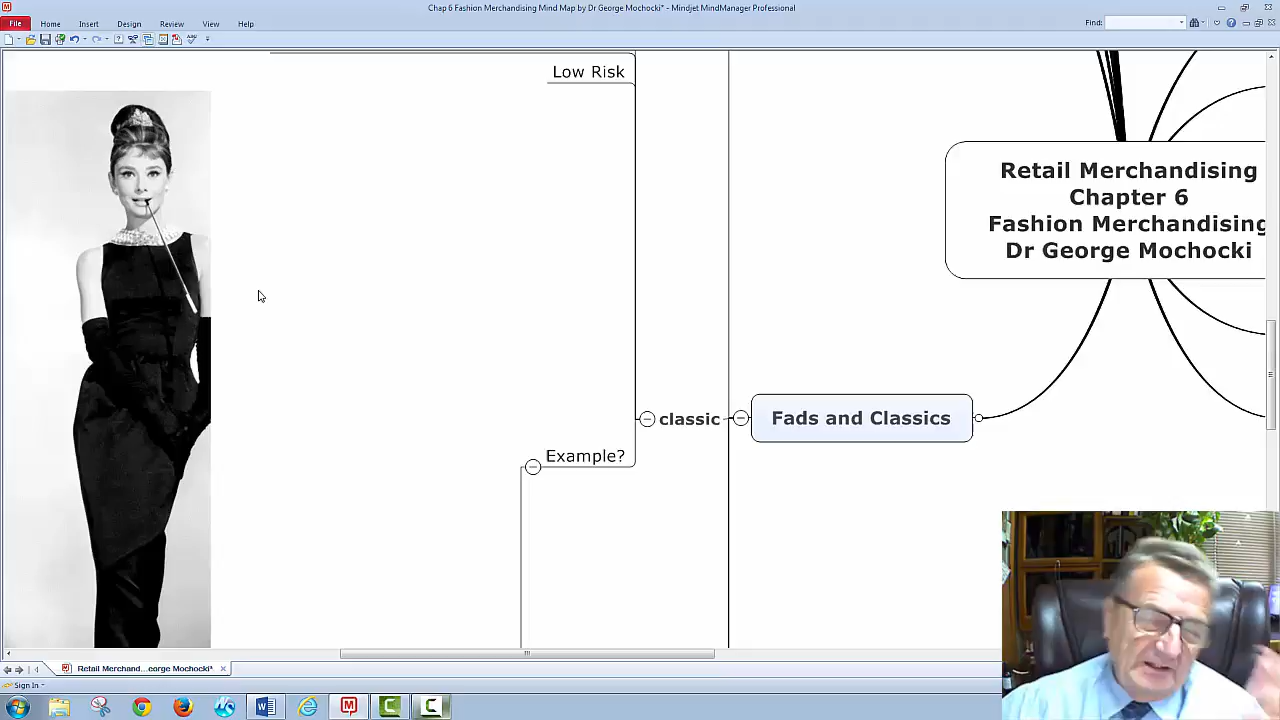 Chap 6 Fashion Merchandising Mind Map by Dr George Mochocki* - Mindjet MindManager Professional
File Home Insert Design Review View Help Find:
Low Risk
Retail Merchandising
Chapter 6
Fashion Merchandising
Dr George Mochocki
classic
Fads and Classics
Example?
Retail Merchand...corge Mochocki*
Sign In